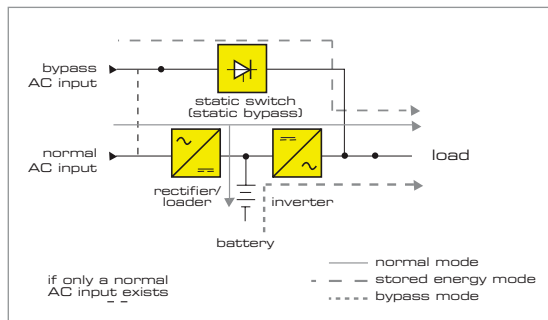 bypass
AC input
static switch
(static bypass)
normal
AC input
load
rectifier/
loader
inverter
battery
if only a normal
AC input exists
normal mode
stored energy mode
bypass mode